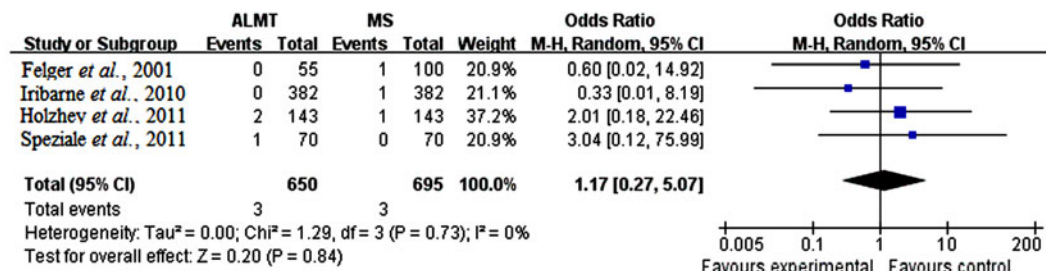 ALMT MS Odds Ratio Odds Ratio
Study or Subgroup Events Total Events Total Weight M-H, Random, 95% CI M-H, Random, 95% CI
Felger et al., 2001 0 55 1 100 20.9% 0.60 [0.02, 14.92]
Iribarne et al., 2010 0 382 1 382 21.1% 0.33 [0.01, 8.19]
Holzhey et al., 2011 2 143 1 143 37.2% 2.01 [0.18, 22.46]
Speziale et al., 2011 1 70 0 70 20.9% 3.04 [0.12, 75.99]
Total (95% CI) 650 695 100.0% 1.17 [0.27, 5.07]
Total events 3 3
Heterogeneity: Tau² = 0.00; Chi² = 1.29, df = 3 (P = 0.73); I² = 0%
Test for overall effect: Z = 0.20 (P = 0.84)
0.005 0.1 1 10 200
Favours experimental Favours control